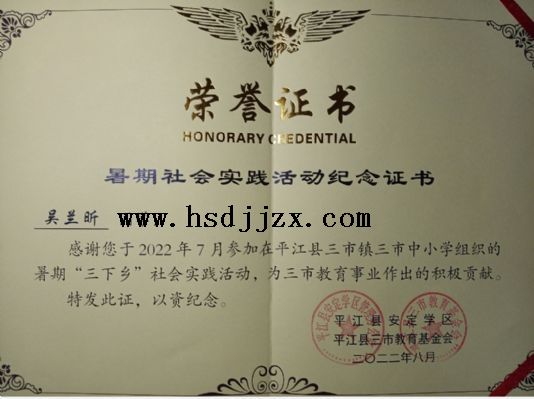 荣誉证书
HONORARY CREDENTIAL
暑期社会实践活动纪念证书
吴兰昕
www.hsdjjzx.com
感谢您于2022年7月参加在平江县三市镇三市中小学组织的
暑期“三下乡”社会实践活动，为三市教育事业作出的积极贡献。
特发此证，以资纪念。
平江县安定学区
平江县三市教育基金会
二〇二二年八月